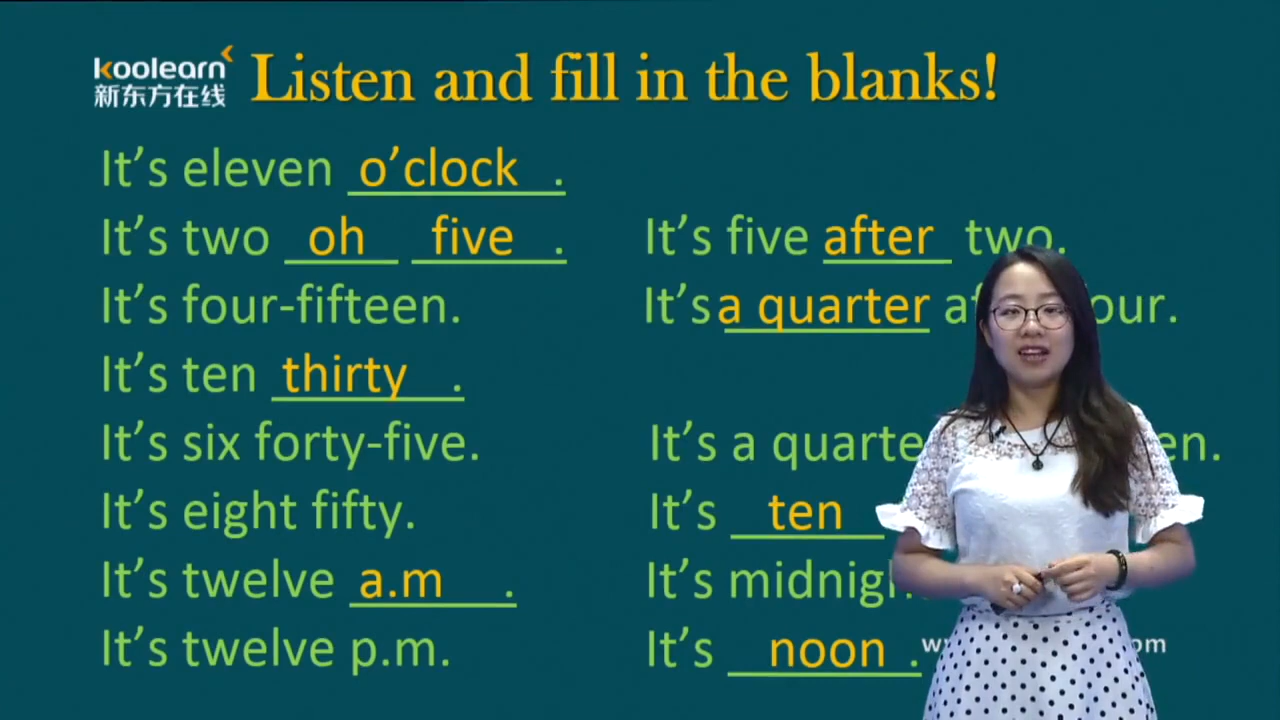 koolearn
新东方在线
Listen and fill in the blanks!
It's eleven o'clock .
It's two oh five .
It's five after two.
It's four-fifteen.
It's a quarter
It's ten thirty .
It's six forty-five.
It's a
It's eight fifty.
It's ten
It's twelve a.m .
It's
It's twelve p.m.
It's noon .